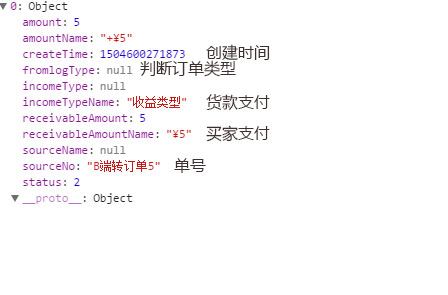 ▼0: Object
amount: 5
amountName: "+¥5"
createTime: 1504600271873 创建时间
fromlogType: null 判断订单类型
incomeType: null
incomeTypeName: "收益类型" 货款支付
receivableAmount: 5
receivableAmountName: "¥5" 买家支付
sourceName: null
sourceNo: "B端转订单5" 单号
status: 2
▼__proto__: Object